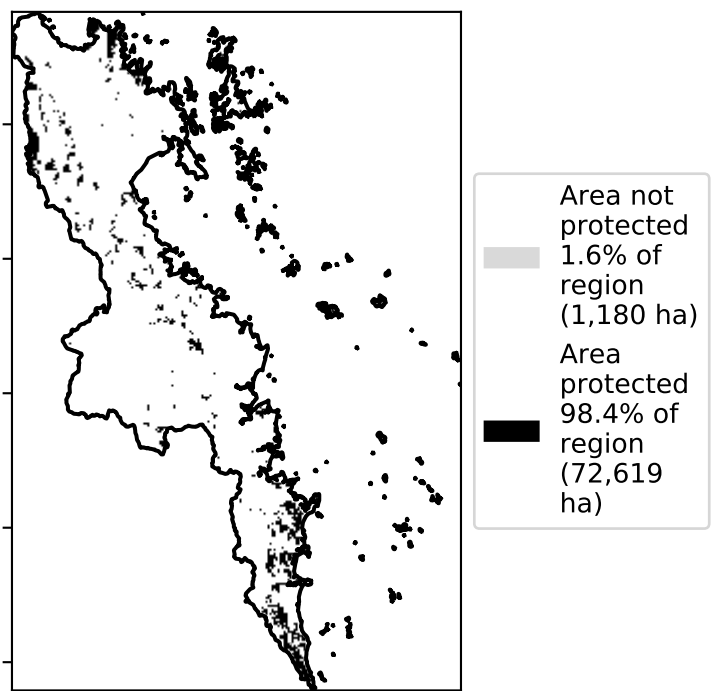 Area not
protected
1.6% of
region
(1,180 ha)
Area
protected
98.4% of
region
(72,619
ha)